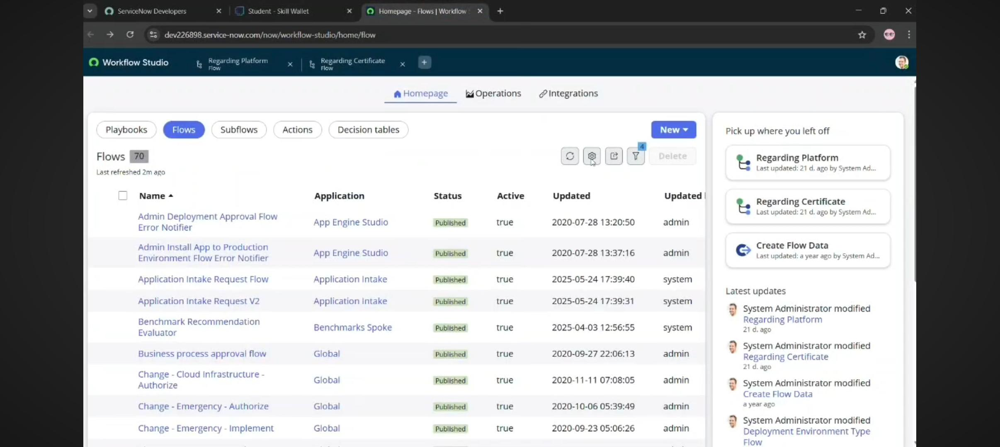 ServiceNow Developers
Student - Skill Wallet
Homepage - Flows | Workflow
dev226898.service-now.com/now/workflow-studio/home/flow
Workflow Studio
Regarding Platform
Flow
Regarding Certificate
Flow
Homepage
Operations
Integrations
Playbooks
Flows
Subflows
Actions
Decision tables
New
Flows 70
Last refreshed 2m ago
4
Delete
Name Application Status Active Updated Updated
Admin Deployment Approval Flow
Error Notifier
App Engine Studio Published true 2020-07-28 13:20:50 admin
Admin Install App to Production
Environment Flow Error Notifier
App Engine Studio Published true 2020-07-28 13:37:16 admin
Application Intake Request Flow Application Intake Published true 2025-05-24 17:39:40 system
Application Intake Request V2 Application Intake Published true 2025-05-24 17:39:31 system
Benchmark Recommendation
Evaluator
Benchmarks Spoke Published true 2025-04-03 12:56:55 system
Business process approval flow Global Published true 2020-09-27 22:06:13 admin
Change - Cloud Infrastructure -
Authorize
Global Published true 2020-11-11 07:08:05 admin
Change - Emergency - Authorize Global Published true 2020-10-06 05:39:49 admin
Change - Emergency - Implement Global Published true 2020-09-23 05:06:26 admin
Pick up where you left off
Regarding Platform
Last updated: 21 d. ago by System Ad...
Regarding Certificate
Last updated: 21 d. ago by System Ad...
Create Flow Data
Last updated: a year ago by System Ad...
Latest updates
System Administrator modified
Regarding Platform
21 d. ago
System Administrator modified
Regarding Certificate
21 d. ago
System Administrator modified
Create Flow Data
a year ago
System Administrator modified
Deployment Environment Type
Flow